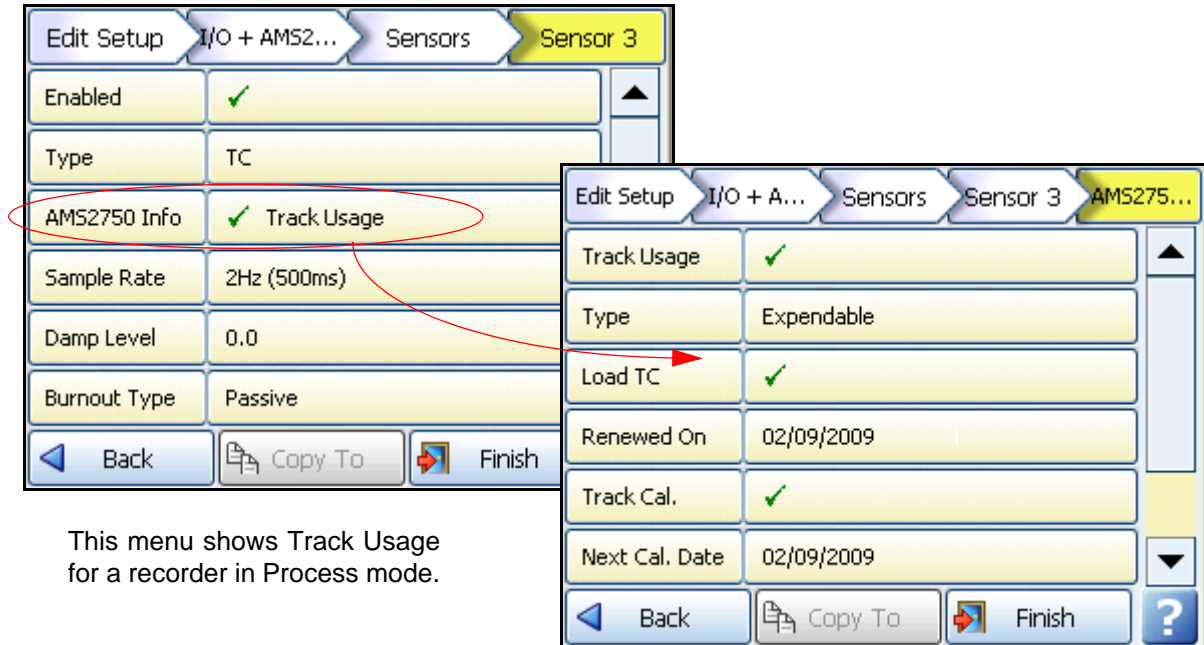 Edit Setup I/O + AMS2... Sensors Sensor 3
Enabled
Type TC
AMS2750 Info Track Usage
Sample Rate 2Hz (500ms)
Damp Level 0.0
Burnout Type Passive
Back Copy To Finish
This menu shows Track Usage
for a recorder in Process mode.
Edit Setup I/O + A... Sensors Sensor 3 AMS275...
Track Usage
Type Expendable
Load TC
Renewed On 02/09/2009
Track Cal.
Next Cal. Date 02/09/2009
Back Copy To Finish ?